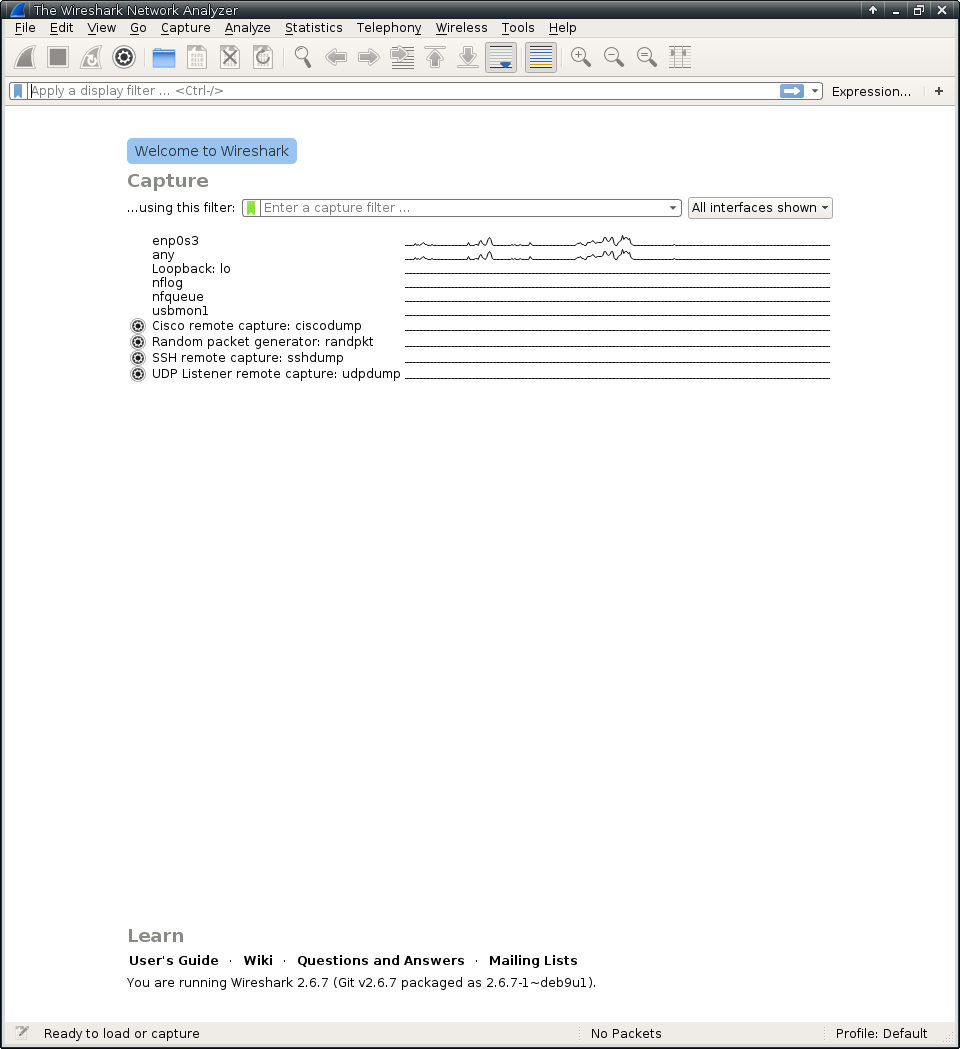 The Wireshark Network Analyzer
File Edit View Go Capture Analyze Statistics Telephony Wireless Tools Help
Apply a display filter ... <Ctrl-/> Expression... +
Welcome to Wireshark
Capture
...using this filter: Enter a capture filter ... All interfaces shown
enp0s3
any
Loopback: lo
nflog
nfqueue
usbmon1
Cisco remote capture: ciscodump
Random packet generator: randpkt
SSH remote capture: sshdump
UDP Listener remote capture: udpdump
Learn
User's Guide · Wiki · Questions and Answers · Mailing Lists
You are running Wireshark 2.6.7 (Git v2.6.7 packaged as 2.6.7-1~deb9u1).
Ready to load or capture No Packets Profile: Default